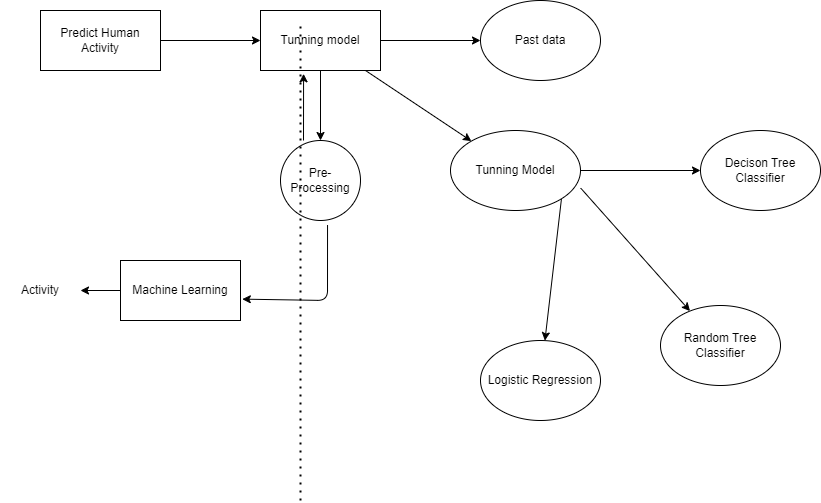 Predict Human
Activity
Tunning model
Past data
Pre-
Processing
Tunning Model
Decison Tree
Classifier
Activity
Machine Learning
Random Tree
Classifier
Logistic Regression